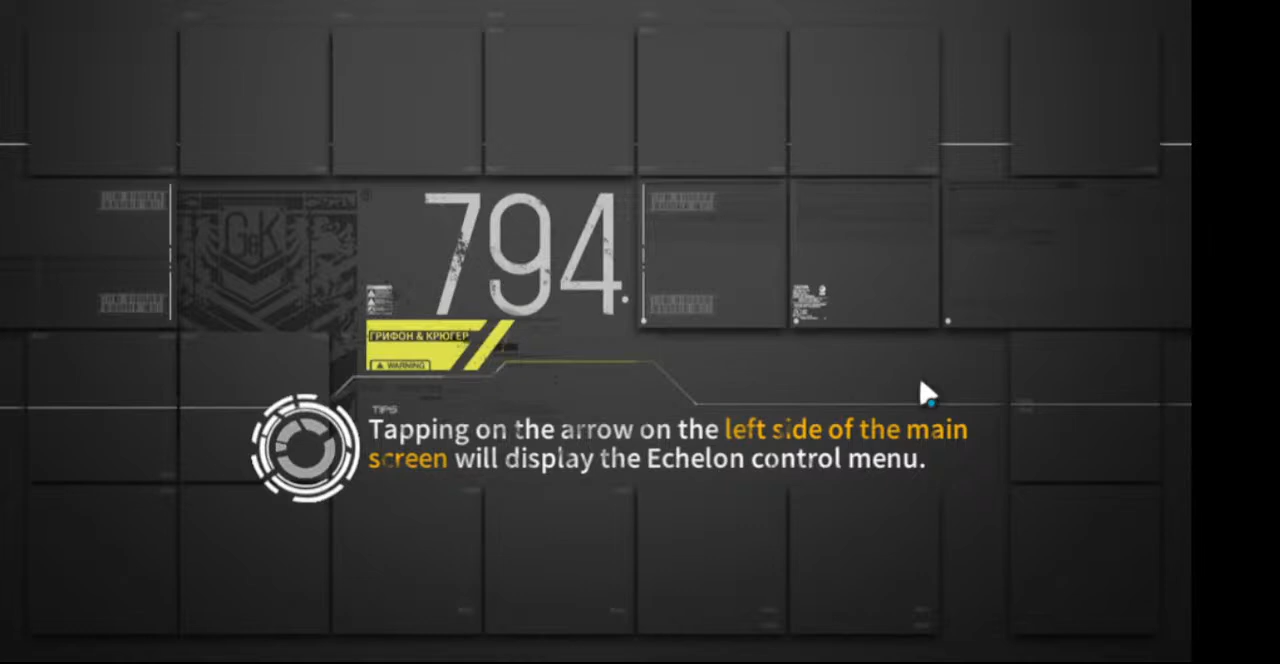 G&K
794.
ГРИФОН & КРЮГЕР
WARNING
TIPS
Tapping on the arrow on the left side of the main
screen will display the Echelon control menu.